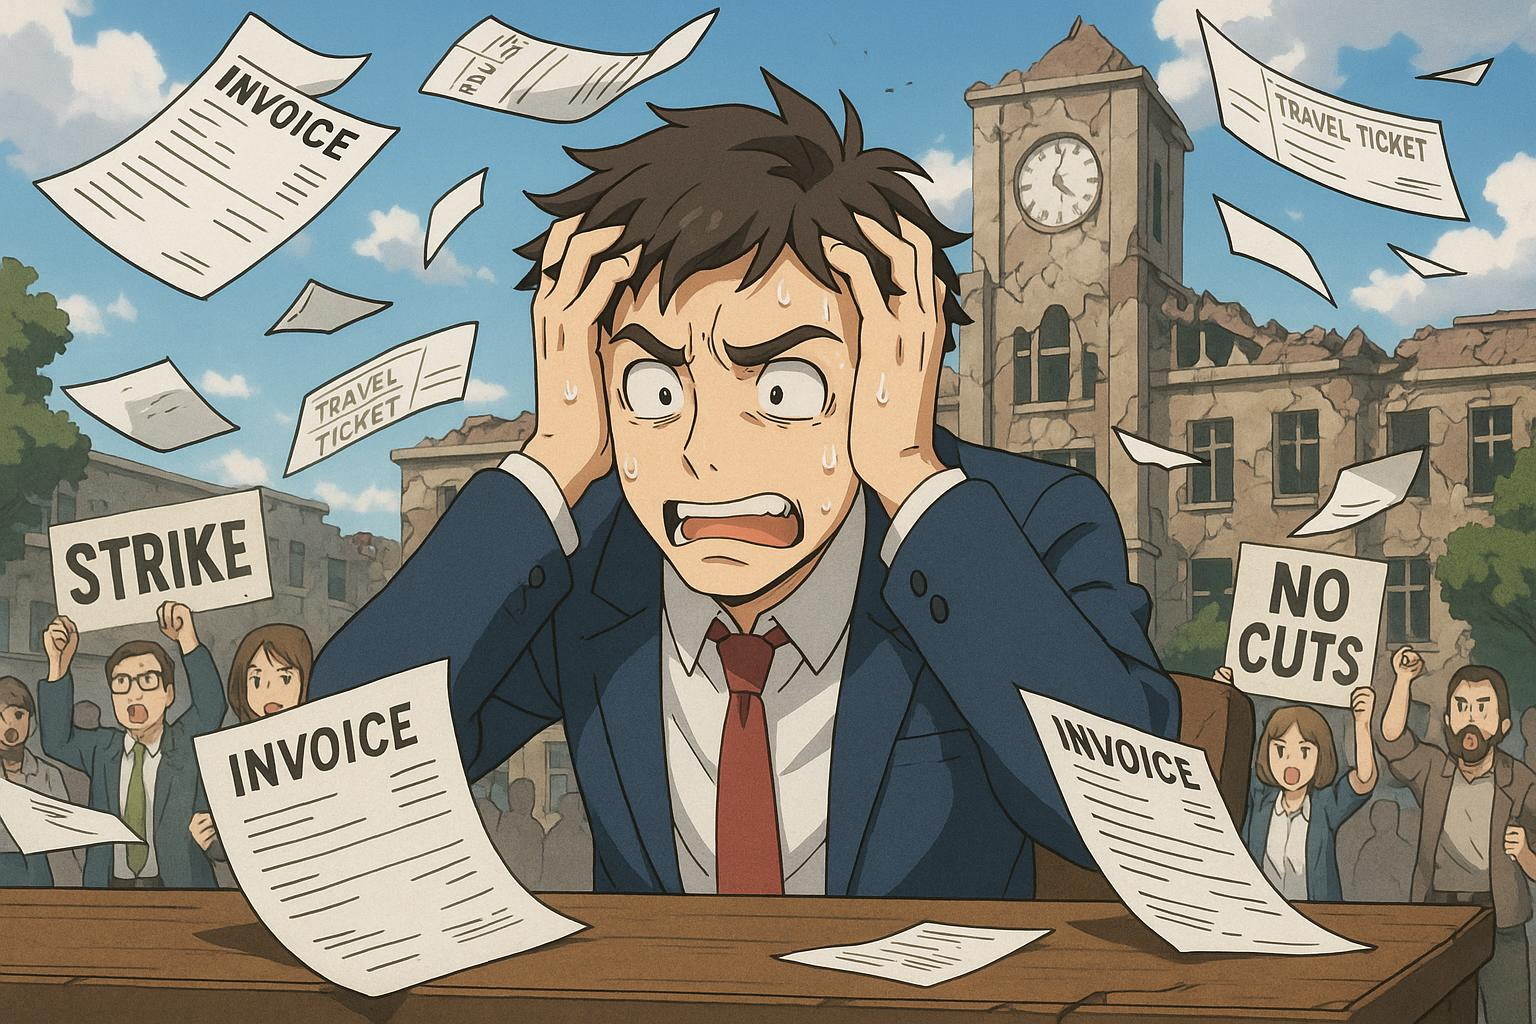 INVOICE
TRAVEL TICKET
TRAVEL
TICKET
STRIKE
NO
CUTS
INVOICE
INVOICE